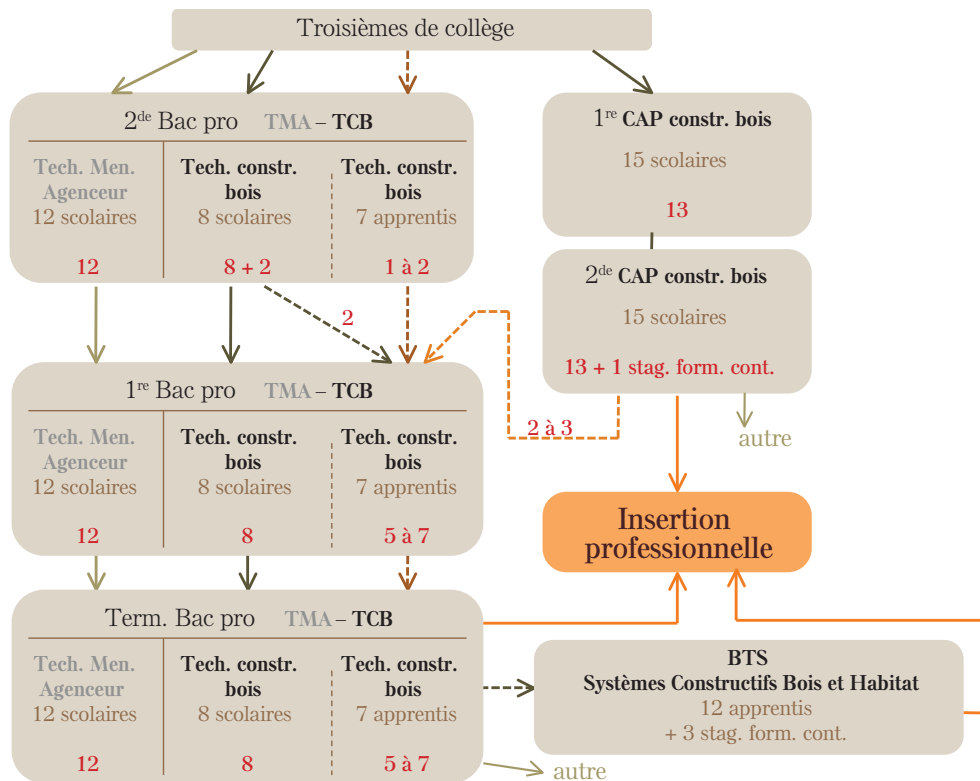 Troisièmes de collège
2de Bac pro TMA – TCB
Tech. Men. Agenceur
12 scolaires
12
Tech. constr. bois
8 scolaires
8 + 2
Tech. constr. bois
7 apprentis
1 à 2
2
1re Bac pro TMA – TCB
Tech. Men. Agenceur
12 scolaires
12
Tech. constr. bois
8 scolaires
8
Tech. constr. bois
7 apprentis
5 à 7
Term. Bac pro TMA – TCB
Tech. Men. Agenceur
12 scolaires
12
Tech. constr. bois
8 scolaires
8
Tech. constr. bois
7 apprentis
5 à 7
autre
1re CAP constr. bois
15 scolaires
13
2de CAP constr. bois
15 scolaires
13 + 1 stag. form. cont.
2 à 3
autre
Insertion
professionnelle
BTS
Systèmes Constructifs Bois et Habitat
12 apprentis
+ 3 stag. form. cont.